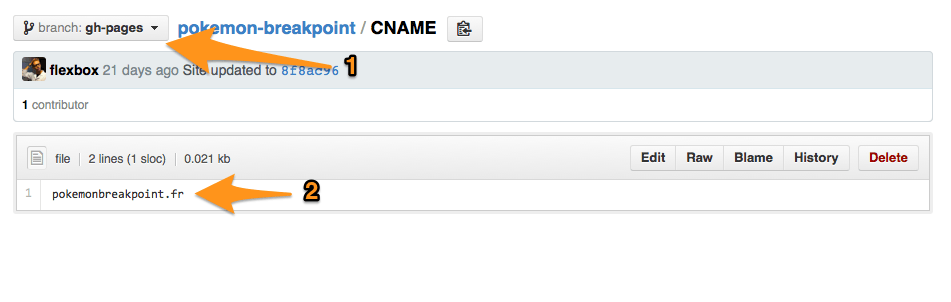 branch: gh-pages pokemon-breakpoint / CNAME
1
flexbox 21 days ago Site updated to 8f8ac96
1 contributor
file 2 lines (1 sloc) 0.021 kb Edit Raw Blame History Delete
1 pokemonbreakpoint.fr 2